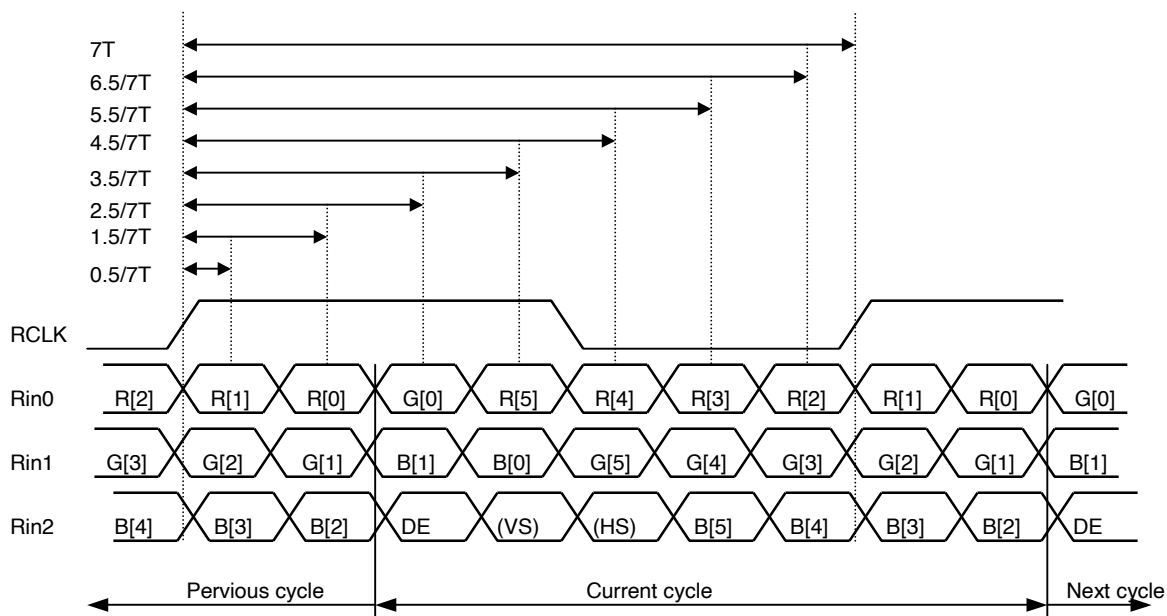 7T
6.5/7T
5.5/7T
4.5/7T
3.5/7T
2.5/7T
1.5/7T
0.5/7T
RCLK
Rin0 R[2] R[1] R[0] G[0] R[5] R[4] R[3] R[2] R[1] R[0] G[0]
Rin1 G[3] G[2] G[1] B[1] B[0] G[5] G[4] G[3] G[2] G[1] B[1]
Rin2 B[4] B[3] B[2] DE (VS) (HS) B[5] B[4] B[3] B[2] DE
Pervious cycle Current cycle Next cycle